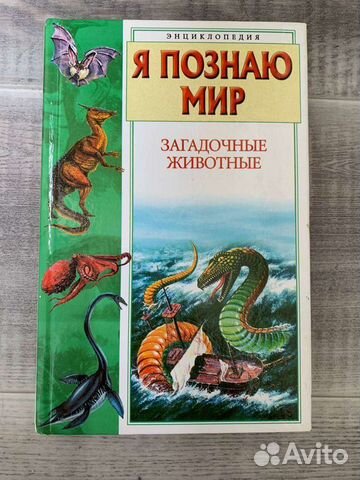 ЭНЦИКЛОПЕДИЯ
Я ПОЗНАЮ
МИР
ЗАГАДОЧНЫЕ
ЖИВОТНЫЕ
Avito